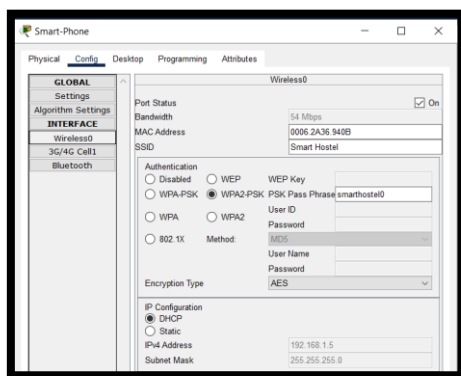 Smart-Phone
Physical Config Desktop Programming Attributes
GLOBAL
Settings
Algorithm Settings
INTERFACE
Wireless0
3G/4G Cell1
Bluetooth
Wireless0
Port Status On
Bandwidth 54 Mbps
MAC Address 0006.2A36.940B
SSID Smart Hostel
Authentication
Disabled WEP WEP Key
WPA-PSK WPA2-PSK PSK Pass Phrase smarthostel0
User ID
WPA WPA2
Password
802.1X Method: MD5
User Name
Password
Encryption Type AES
IP Configuration
DHCP
Static
IPv4 Address 192.168.1.5
Subnet Mask 255.255.255.0